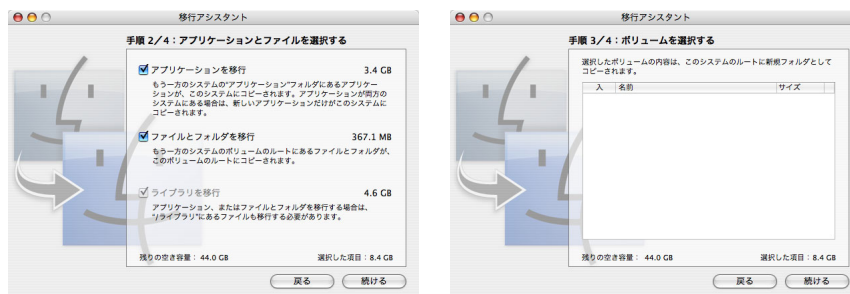 移行アシスタント
手順 2/4：アプリケーションとファイルを選択する
アプリケーションを移行 3.4 GB
もう一方のシステムの"アプリケーション"フォルダにあるアプリケー
ションが、このシステムにコピーされます。アプリケーションが両方の
システムにある場合は、新しいアプリケーションだけがこのシステムに
コピーされます。
ファイルとフォルダを移行 367.1 MB
もう一方のシステムのボリュームのルートにあるファイルとフォルダが、
このボリュームのルートにコピーされます。
ライブラリを移行 4.6 GB
アプリケーション、またはファイルとフォルダを移行する場合は、
"/ライブラリ"にあるファイルも移行する必要があります。
残りの空き容量： 44.0 GB 選択した項目：8.4 GB
戻る 続ける
移行アシスタント
手順 3/4：ボリュームを選択する
選択したボリュームの内容は、このシステムのルートに新規フォルダとして
コピーされます。
入 名前 サイズ
残りの空き容量： 44.0 GB 選択した項目：8.4 GB
戻る 続ける